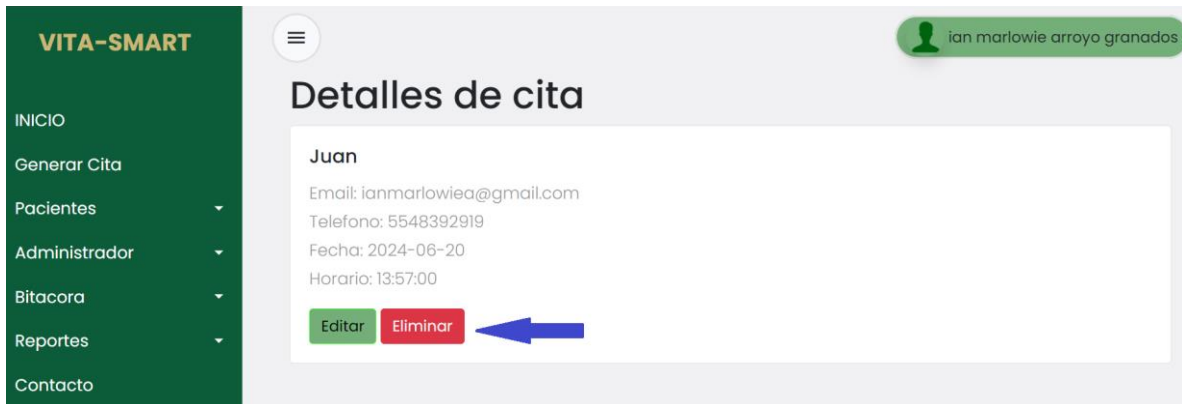 VITA-SMART
INICIO
Generar Cita
Pacientes
Administrador
Bitacora
Reportes
Contacto
ian marlowie arroyo granados
Detalles de cita
Juan
Email: ianmarlowiea@gmail.com
Telefono: 5548392919
Fecha: 2024-06-20
Horario: 13:57:00
Editar Eliminar